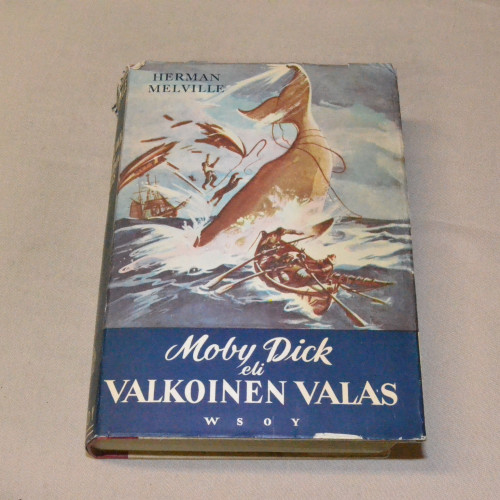 HERMAN
MELVILLE
Moby Dick
eli
VALKOINEN VALAS
WSOY